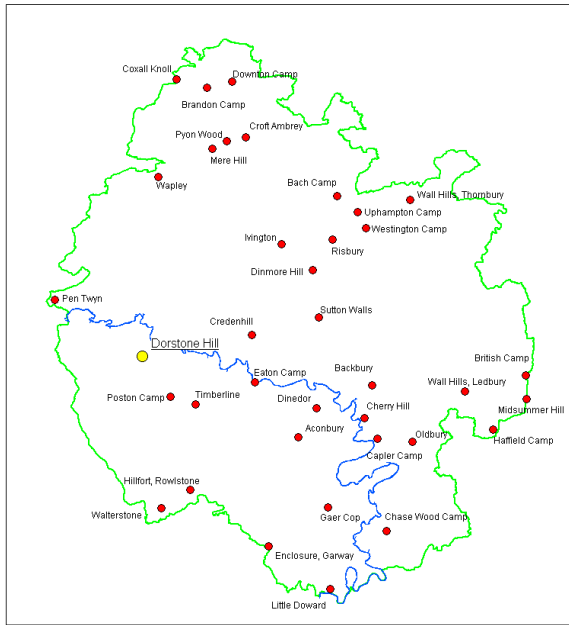 Coxall Knoll
Downton Camp
Brandon Camp
Pyon Wood
Croft Ambrey
Mere Hill
Wapley
Bach Camp
Wall Hills, Thornbury
Uphampton Camp
Westington Camp
Ivington
Risbury
Dinmore Hill
Pen Twyn
Sutton Walls
Credenhill
Dorstone Hill
British Camp
Backbury
Eaton Camp
Wall Hills, Ledbury
Poston Camp
Timberline
Dinedor
Cherry Hill
Midsummer Hill
Aconbury
Oldbury
Haffield Camp
Capler Camp
Hillfort, Rowlstone
Walterstone
Gaer Cop
Chase Wood Camp
Enclosure, Garway
Little Doward